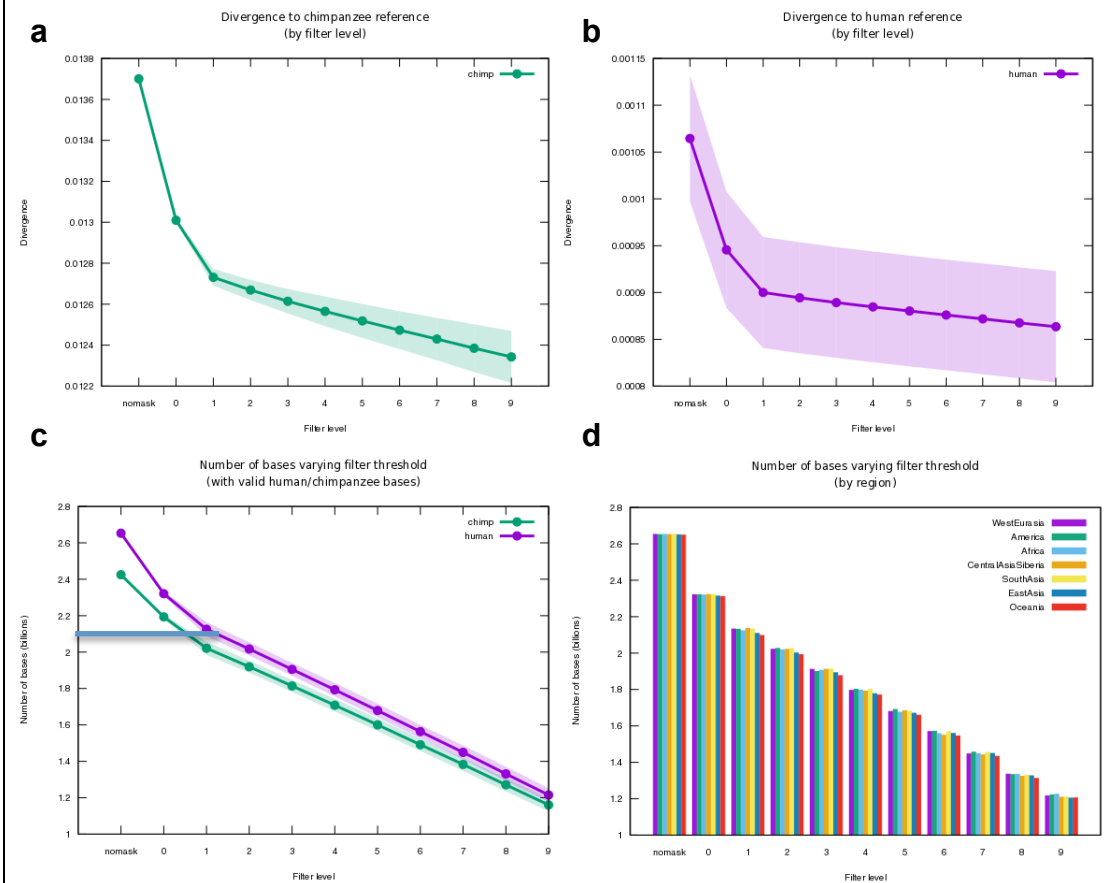 a
Divergence to chimpanzee reference
(by filter level)
chimp
0.0138
0.0136
0.0134
0.0132
0.013
0.0128
0.0126
0.0124
0.0122
Divergence
nomask 0 1 2 3 4 5 6 7 8 9
Filter level
b
Divergence to human reference
(by filter level)
human
0.00115
0.0011
0.00105
0.001
0.00095
0.0009
0.00085
0.0008
Divergence
nomask 0 1 2 3 4 5 6 7 8 9
Filter level
c
Number of bases varying filter threshold
(with valid human/chimpanzee bases)
chimp
human
2.8
2.6
2.4
2.2
2
1.8
1.6
1.4
1.2
1
Number of bases (billions)
nomask 0 1 2 3 4 5 6 7 8 9
Filter level
d
Number of bases varying filter threshold
(by region)
WestEurasia
America
Africa
CentralAsiaSiberia
SouthAsia
EastAsia
Oceania
2.8
2.6
2.4
2.2
2
1.8
1.6
1.4
1.2
1
Number of bases (billions)
nomask 0 1 2 3 4 5 6 7 8 9
Filter level